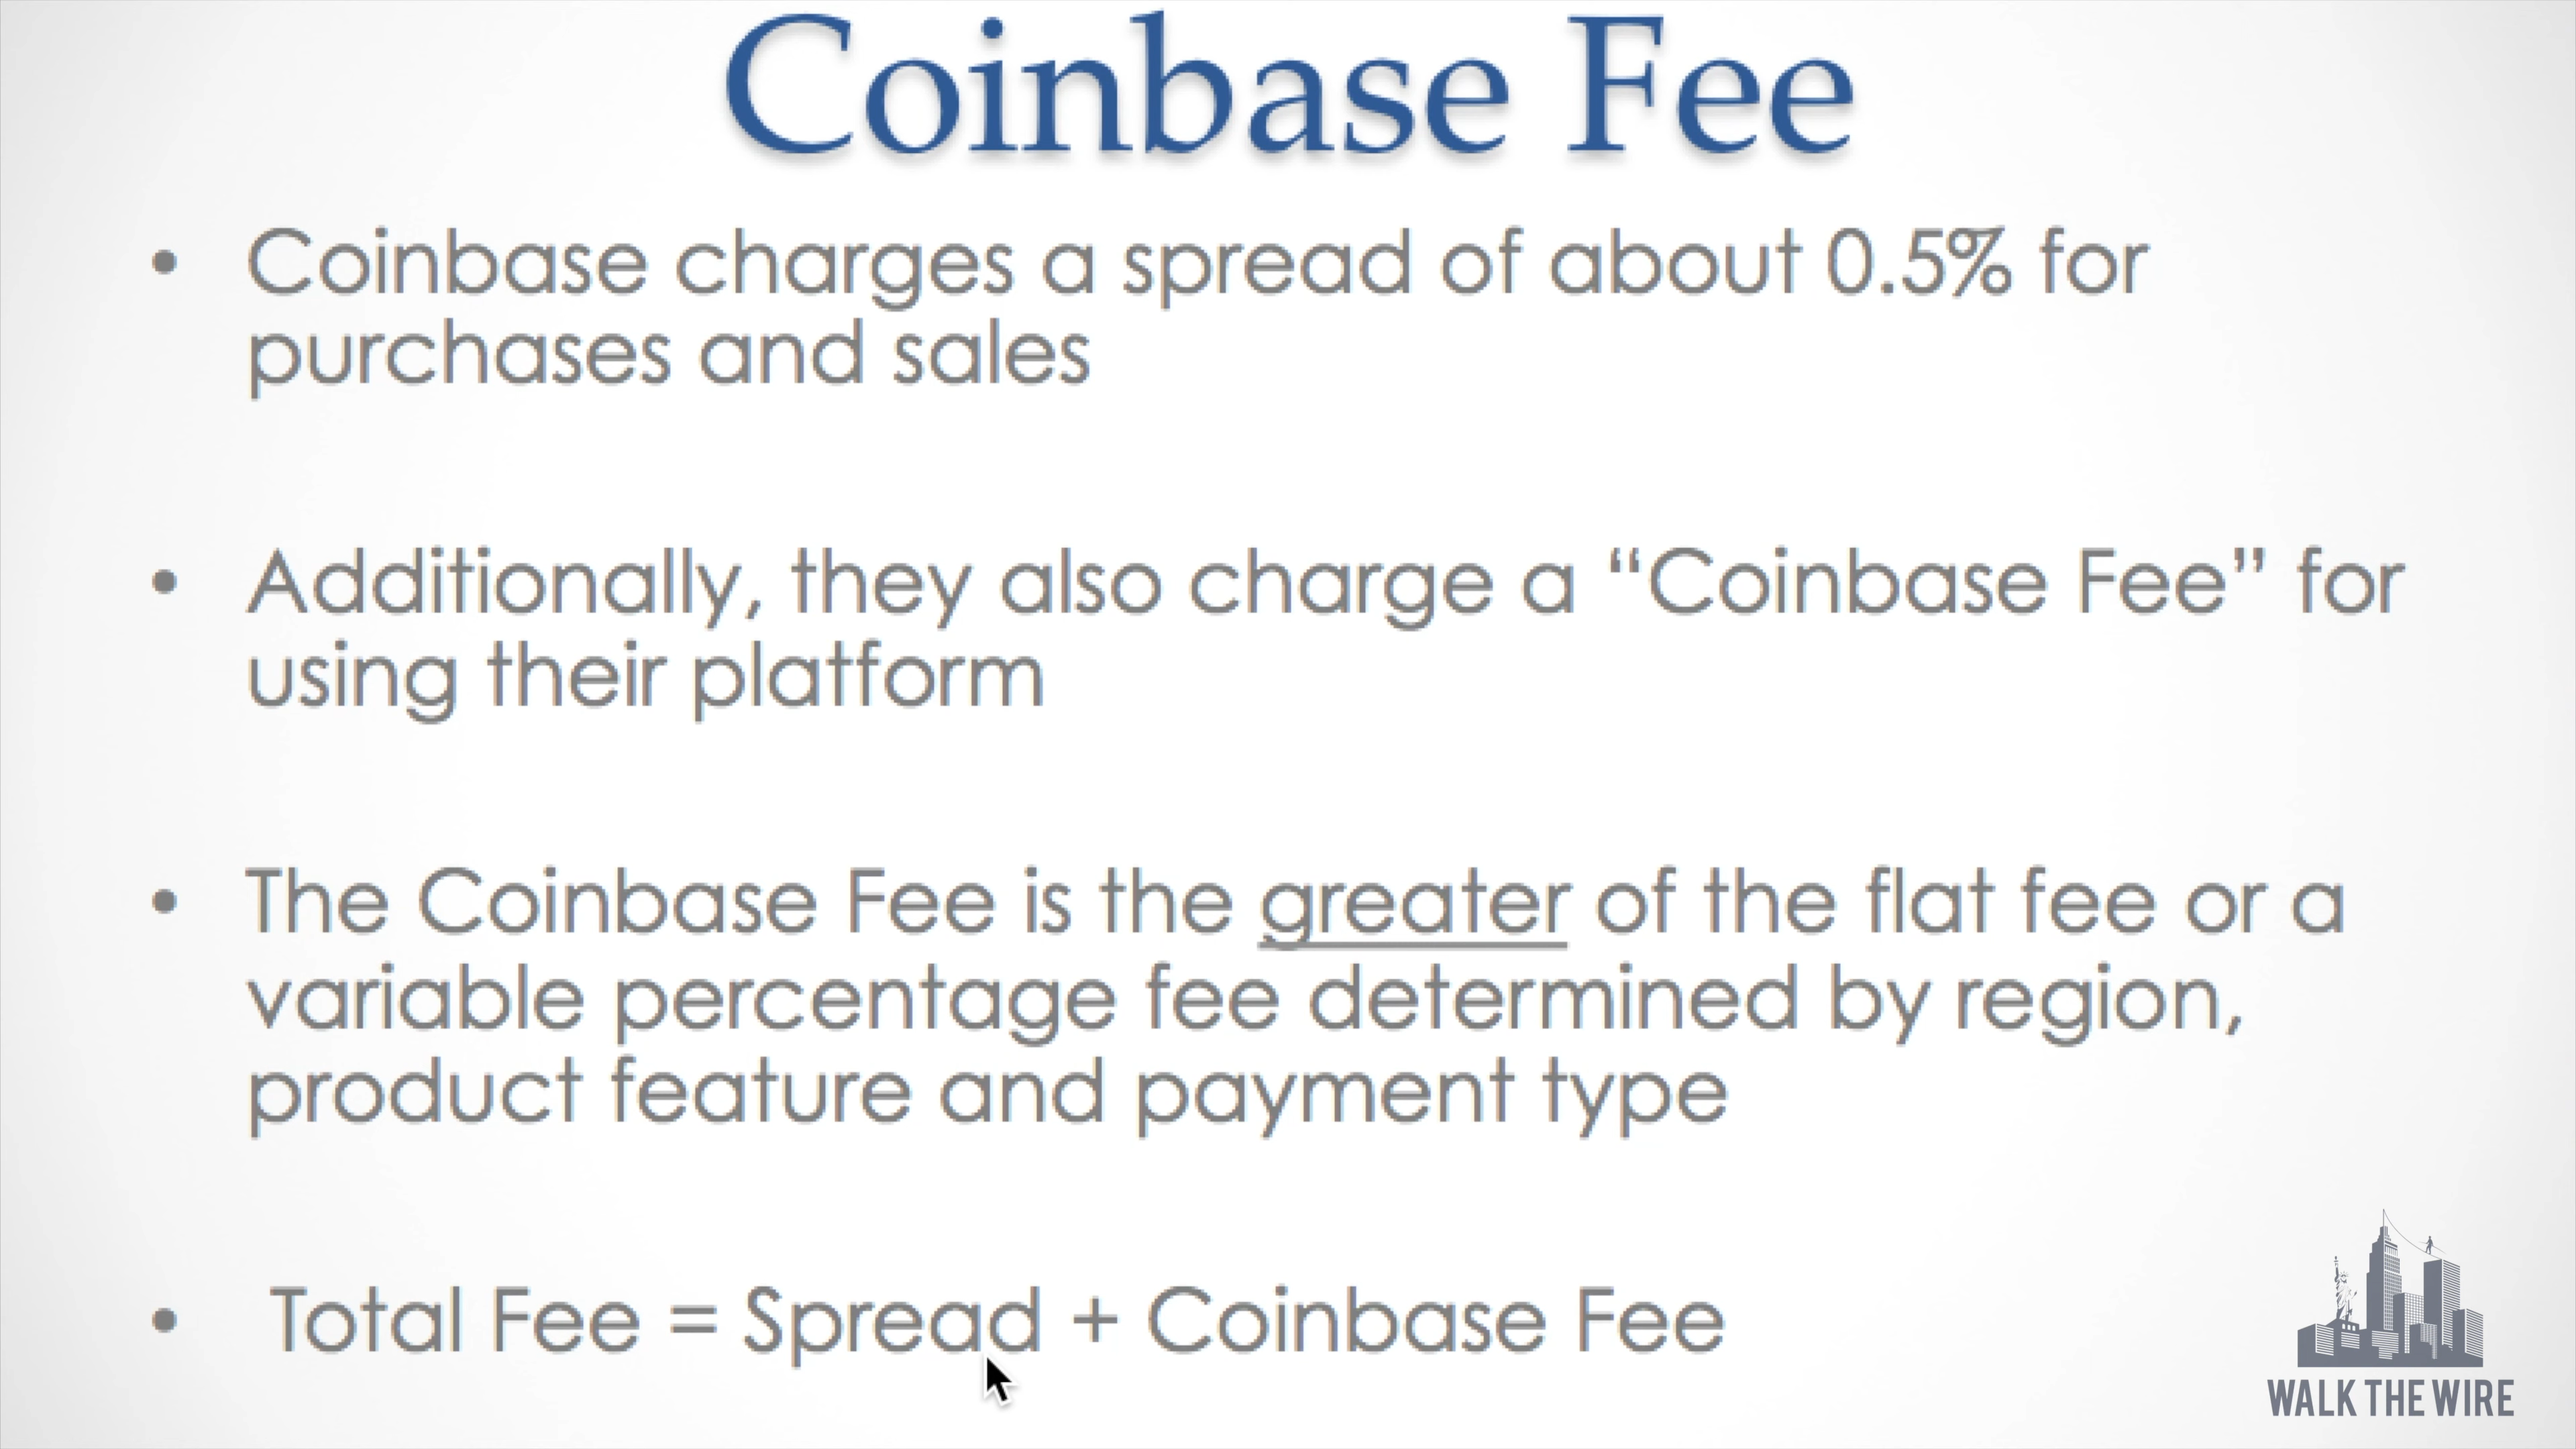 Coinbase Fee
• Coinbase charges a spread of about 0.5% for
purchases and sales
• Additionally, they also charge a “Coinbase Fee” for
using their platform
• The Coinbase Fee is the greater of the flat fee or a
variable percentage fee determined by region,
product feature and payment type
• Total Fee = Spread + Coinbase Fee
WALK THE WIRE